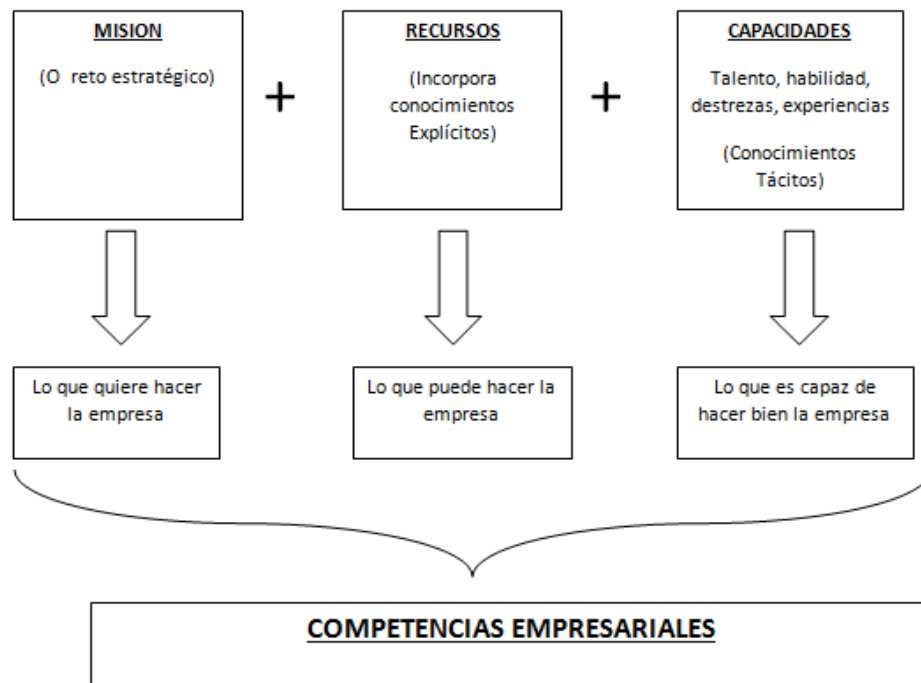 MISION
(O reto estratégico)
+
RECURSOS
(Incorpora
conocimientos
Explícitos)
+
CAPACIDADES
Talento, habilidad,
destrezas, experiencias
(Conocimientos
Tácitos)
Lo que quiere hacer
la empresa
Lo que puede hacer la
empresa
Lo que es capaz de
hacer bien la empresa
COMPETENCIAS EMPRESARIALES